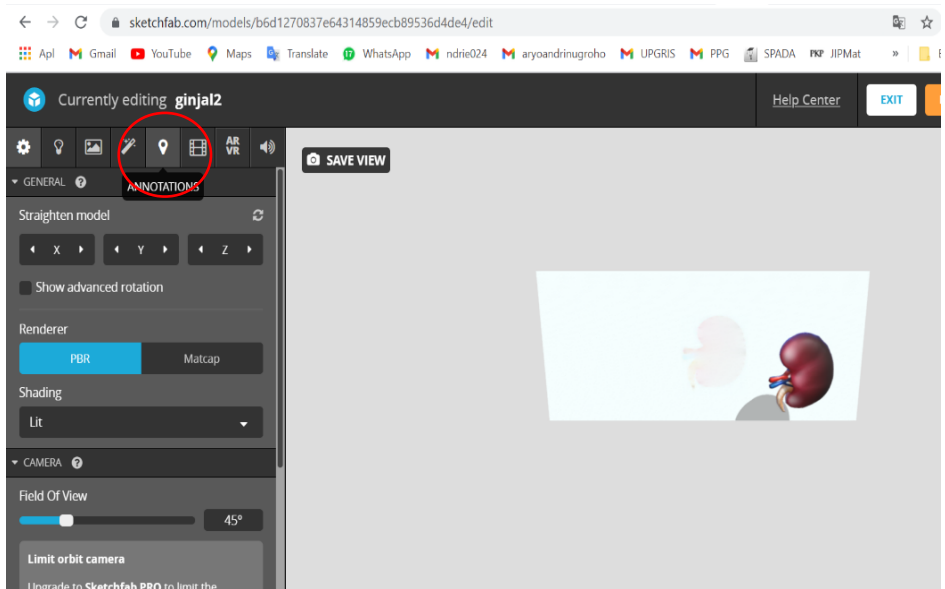 sketchfab.com/models/b6d1270837e64314859ecb89536d4de4/edit
Apl Gmail YouTube Maps Translate WhatsApp ndrie024 aryoandrinugroho UPGRIS PPG SPADA PKP JIPMat »
Currently editing ginjal2 Help Center EXIT
AR VR
SAVE VIEW
GENERAL ?
ANNOTATIONS
Straighten model
X Y Z
Show advanced rotation
Renderer
PBR Matcap
Shading
Lit
CAMERA ?
Field Of View
45°
Limit orbit camera
Upgrade to Sketchfab PRO to limit the